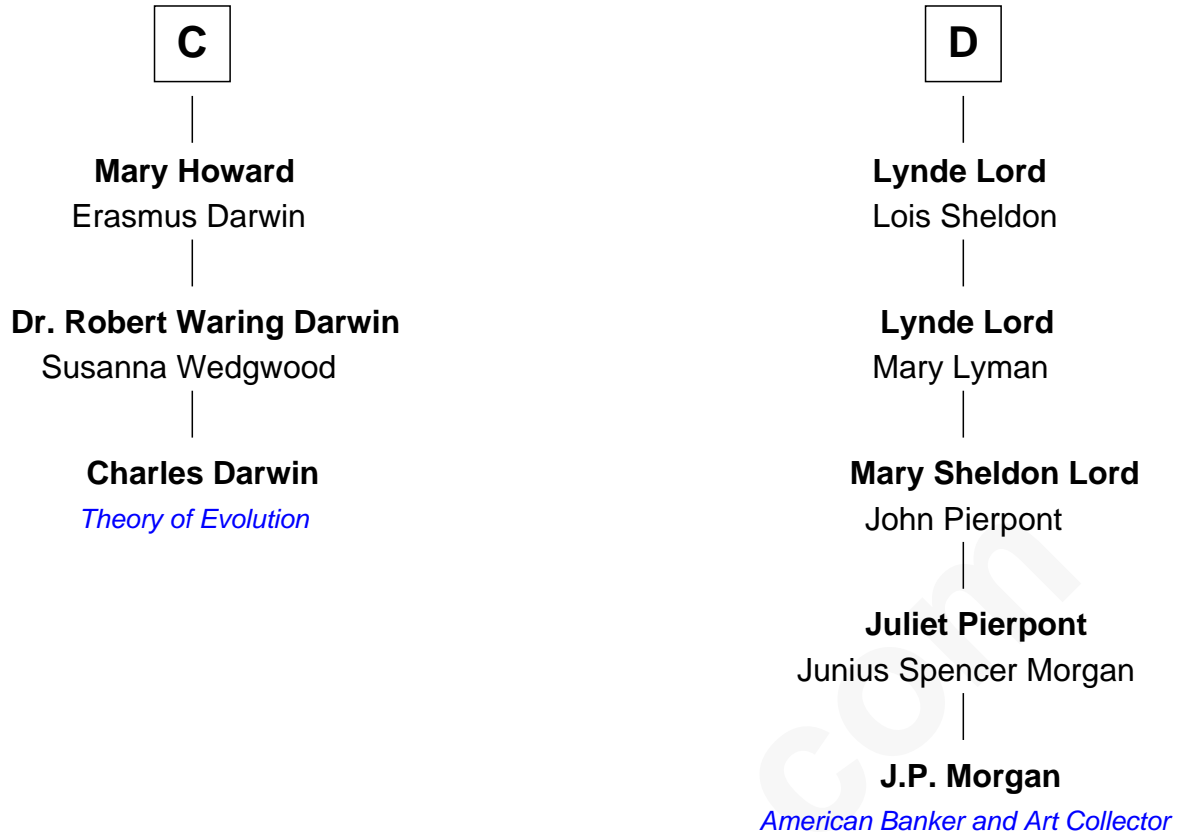 C
Mary Howard
Erasmus Darwin
Dr. Robert Waring Darwin
Susanna Wedgwood
Charles Darwin
Theory of Evolution
D
Lynde Lord
Lois Sheldon
Lynde Lord
Mary Lyman
Mary Sheldon Lord
John Pierpont
Juliet Pierpont
Junius Spencer Morgan
J.P. Morgan
American Banker and Art Collector
com